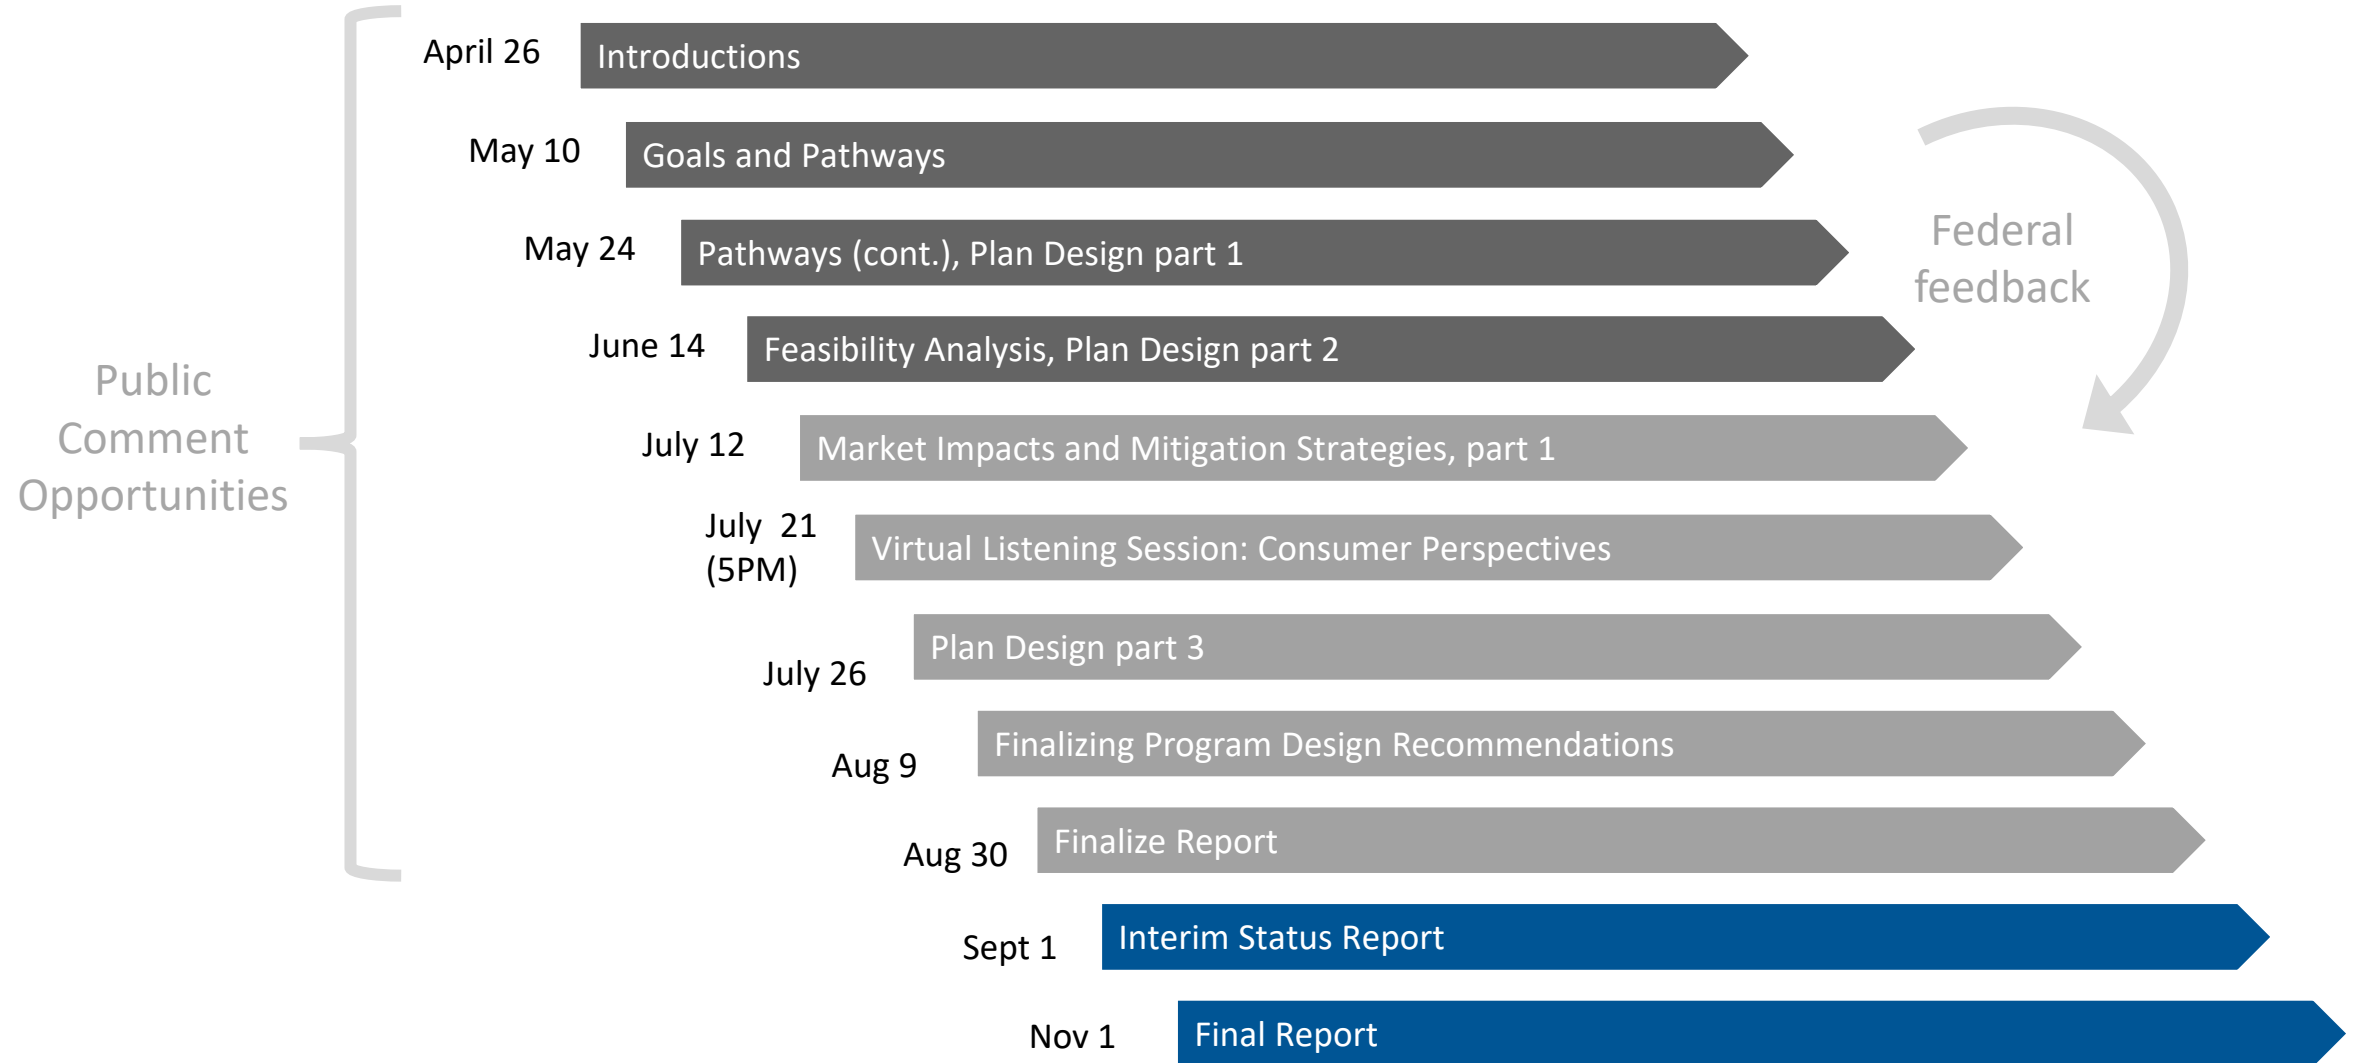 April 26
Introductions
May 10
Goals and Pathways
May 24
Pathways (cont.), Plan Design part 1
Federal
feedback
June 14
Feasibility Analysis, Plan Design part 2
Public
Comment
Opportunities
July 12
Market Impacts and Mitigation Strategies, part 1
July  21
(5PM)
Virtual Listening Session: Consumer Perspectives
July 26
Plan Design part 3
Aug 9
Finalizing Program Design Recommendations
Aug 30
Finalize Report
Sept 1
Interim Status Report
Nov 1
Final Report